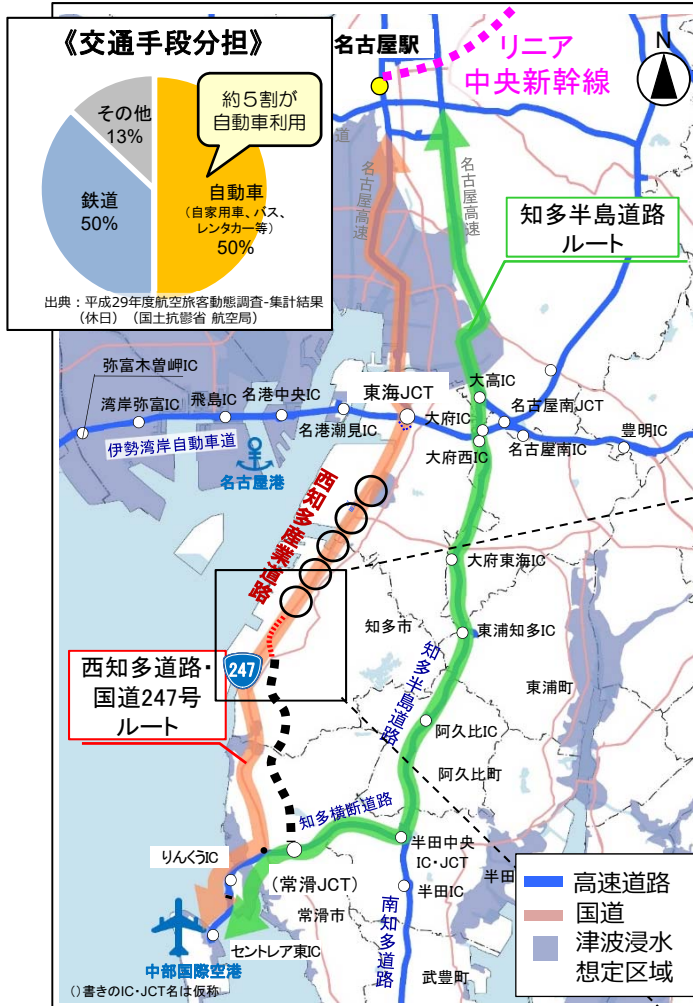 《交通手段分担》
約５割が
自動車利用
その他
13%
鉄道
50%
自動車
（自家用車、バス、
レンタカー等）
50%
出典：平成29年度航空旅客動態調査-集計結果
（休日）（国土抗鬱省 航空局）
名古屋駅
リニア
中央新幹線
N
道
名古屋高速
名古屋高速
知多半島道路
ルート
弥富木曽岬IC
湾岸弥富IC
飛島IC
名港中央IC
名港潮見IC
東海JCT
大高IC
大府IC
名古屋南JCT
大府西IC
名古屋南IC
豊明IC
伊勢湾岸自動車道
名古屋港
西知多産業道路
大府東海IC
知多市
東浦知多IC
東浦町
247
西知多道路・
国道247号
ルート
知多半島道路
阿久比IC
阿久比町
知多横断道路
りんくうIC
半田中央
IC・JCT
（常滑JCT）
半田IC
半田
常滑市
南知多道路
セントレア東IC
中部国際空港
武豊町
()書きのIC・JCT名は仮称
高速道路
国道
津波浸水
想定区域